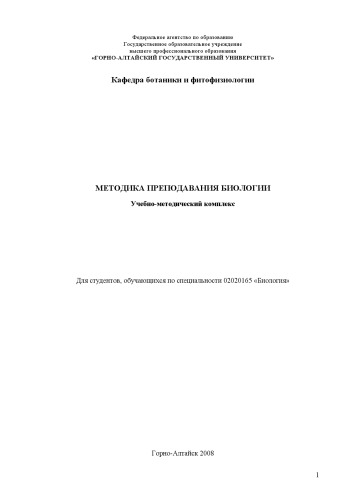 Федеральное агентство по образованию
Государственное образовательное учреждение
высшего профессионального образования
«ГОРНО-АЛТАЙСКИЙ ГОСУДАРСТВЕННЫЙ УНИВЕРСИТЕТ»
Кафедра ботаники и фитофизиологии
МЕТОДИКА ПРЕПОДАВАНИЯ БИОЛОГИИ
Учебно-методический комплекс
Для студентов, обучающихся по специальности 02020165 «Биология»
Горно-Алтайск 2008
1